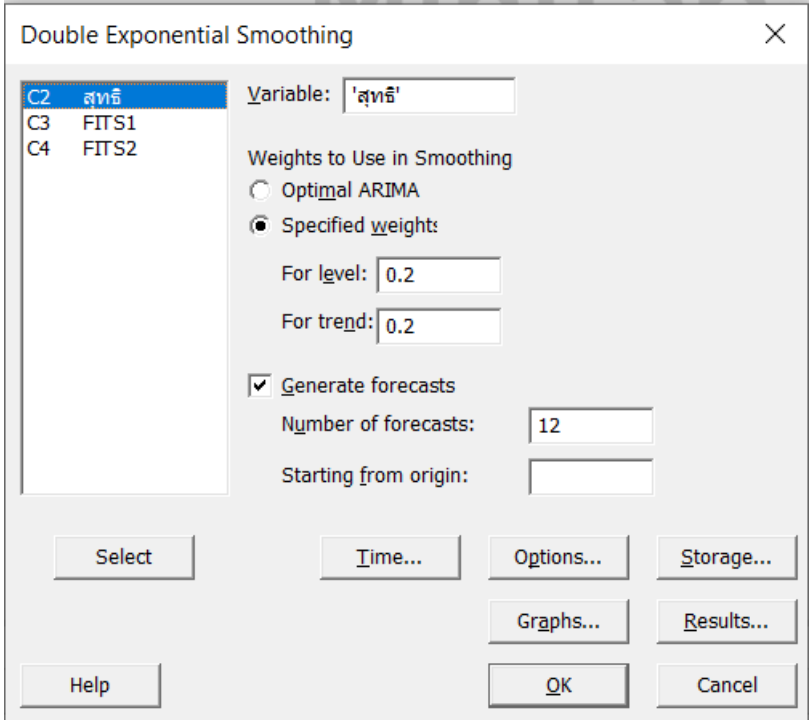 Double Exponential Smoothing
C2 สุทธิ
C3 FITS1
C4 FITS2
Variable: 'สุทธิ'
Weights to Use in Smoothing
Optimal ARIMA
Specified weights
For level: 0.2
For trend: 0.2
Generate forecasts
Number of forecasts: 12
Starting from origin:
Select
Time...
Options...
Storage...
Graphs...
Results...
Help
OK
Cancel